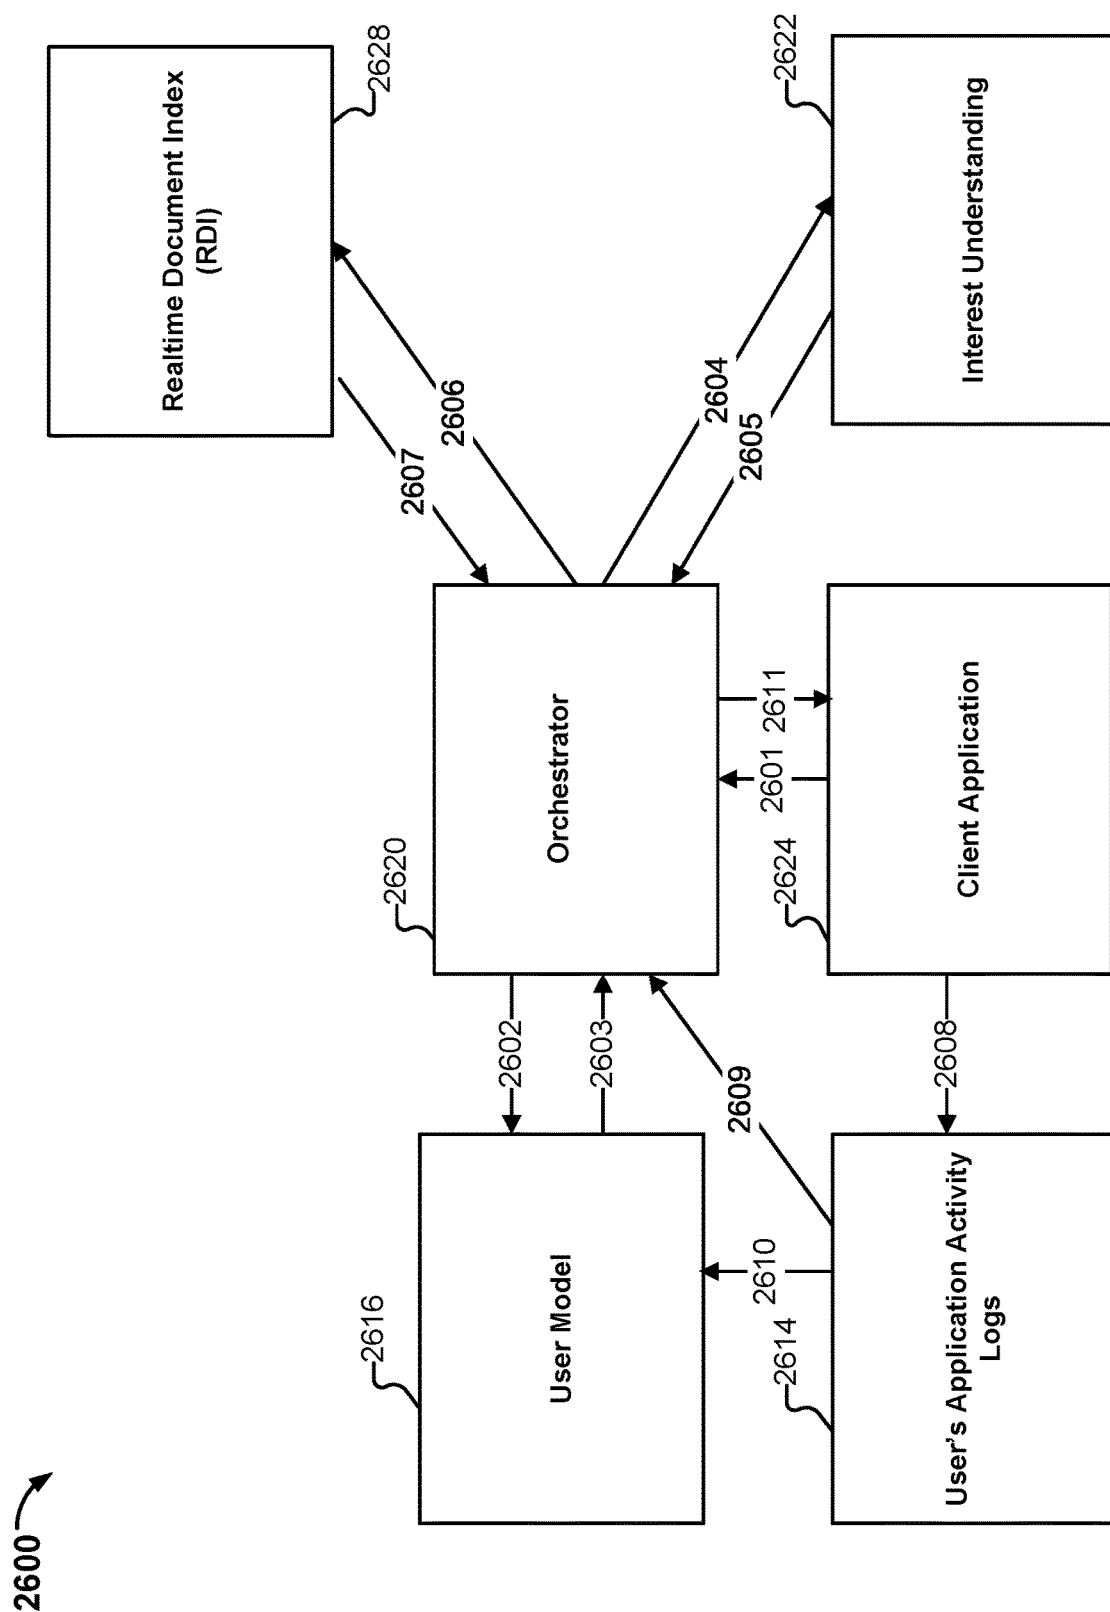 2600
2616
User Model
2620
Orchestrator
Realtime Document Index
(RDI)
2628
2602
2603
2607
2606
2609
2610
2601
2611
2604
2605
2614
User's Application Activity
Logs
2608
2624
Client Application
2622
Interest Understanding